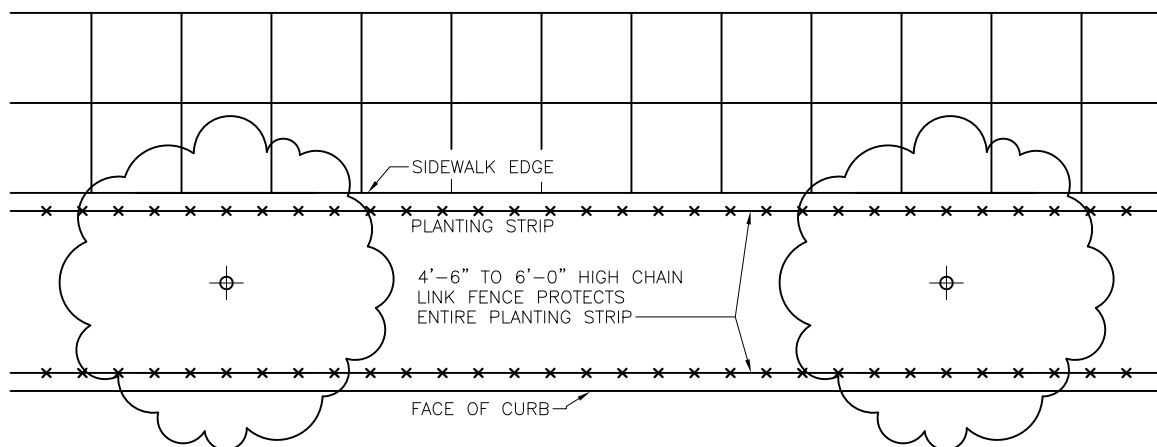 SIDEWALK EDGE
PLANTING STRIP
4'-6" TO 6'-0" HIGH CHAIN
LINK FENCE PROTECTS
ENTIRE PLANTING STRIP
FACE OF CURB